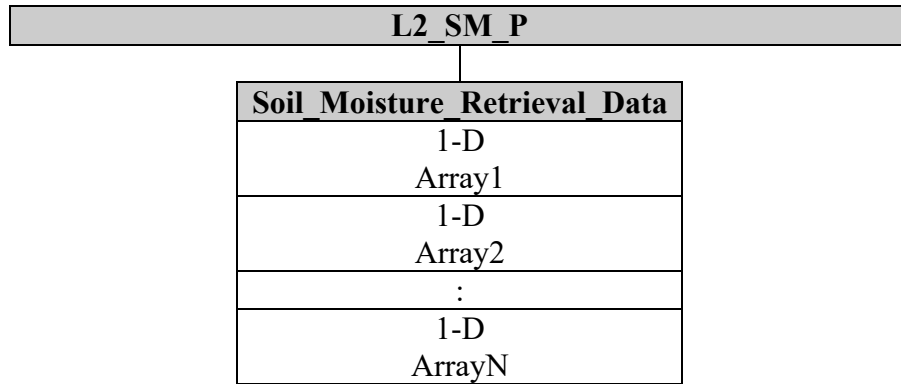 L2_SM_P
Soil_Moisture_Retrieval_Data
1-D
Array1
1-D
Array2
:
1-D
ArrayN